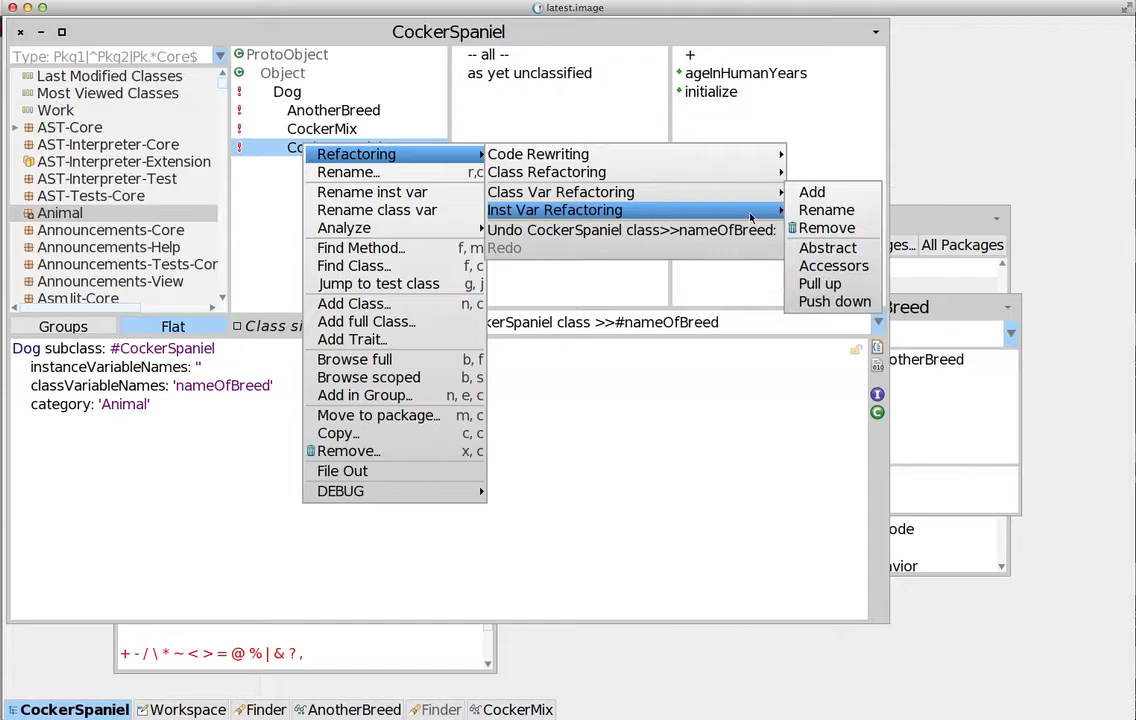 latest.image
CockerSpaniel
Type: Pkg1|^Pkg2|Pk.*Core$
Last Modified Classes
Most Viewed Classes
Work
AST-Core
AST-Interpreter-Core
AST-Interpreter-Extension
AST-Interpreter-Test
AST-Tests-Core
Animal
Announcements-Core
Announcements-Help
Announcements-Tests-Cor
Announcements-View
Asmlit-Core
ProtoObject
Object
Dog
AnotherBreed
CockerMix
Co
-- all --
as yet unclassified
+
ageInHumanYears
initialize
Refactoring
Rename… r,c
Rename inst var
Rename class var
Analyze
Find Method… f, m
Find Class… f, c
Jump to test class g, j
Add Class… n, c
Add full Class…
Add Trait…
Browse full b, f
Browse scoped b, s
Add in Group… n, e, c
Move to package… m, c
Copy… c, c
Remove… x, c
File Out
DEBUG
Code Rewriting
Class Refactoring
Class Var Refactoring
Inst Var Refactoring
Undo CockerSpaniel class>>nameOfBreed:
Redo
Add
Rename
Remove
Abstract
Accessors
Pull up
Push down
Groups
Flat
Class si
kerSpaniel class >>#nameOfBreed
Dog subclass: #CockerSpaniel
instanceVariableNames: ''
classVariableNames: 'nameOfBreed'
category: 'Animal'
010
I
C
ges… All Packages
Breed
otherBreed
ode
vior
+ - / \ * ~ < > = @ % | & ? ,
CockerSpaniel
Workspace
Finder
AnotherBreed
Finder
CockerMix